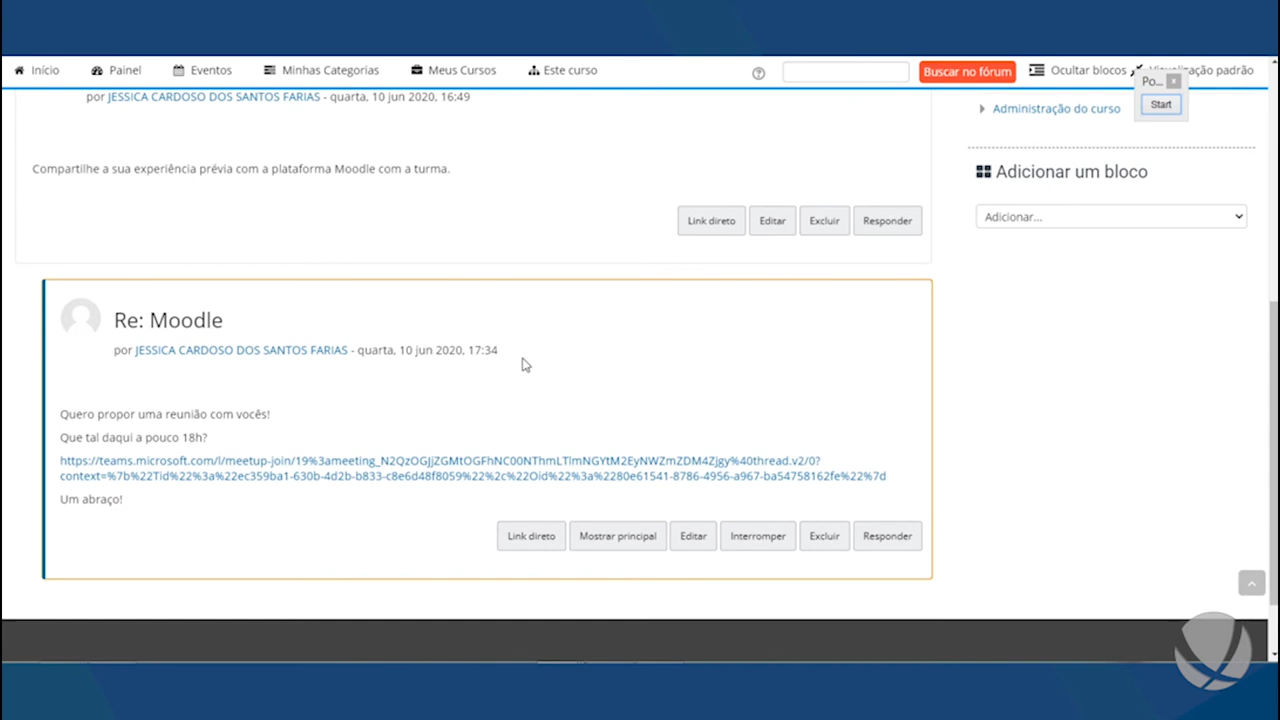 Início Painel Eventos Minhas Categorias Meus Cursos Este curso Buscar no fórum Ocultar blocos Visualização padrão
Po... x
Start
por JESSICA CARDOSO DOS SANTOS FARIAS - quarta, 10 jun 2020, 16:49
Administração do curso
Compartilhe a sua experiência prévia com a plataforma Moodle com a turma.
Adicionar um bloco
Adicionar...
Link direto Editar Excluir Responder
Re: Moodle
por JESSICA CARDOSO DOS SANTOS FARIAS - quarta, 10 jun 2020, 17:34
Quero propor uma reunião com vocês!
Que tal daqui a pouco 18h?
https://teams.microsoft.com/l/meetup-join/19%3ameeting_N2QzOGJjZGMtOGFhNC00NThmLTlmNGYtM2EyNWZmZDM4Zjgy%40thread.v2/0?
context=%7b%22Tid%22%3a%22ec359ba1-630b-4d2b-b833-c8e6d48f8059%22%2c%22Oid%22%3a%2280e61541-8786-4956-a967-ba54758162fe%22%7d
Um abraço!
Link direto Mostrar principal Editar Interromper Excluir Responder